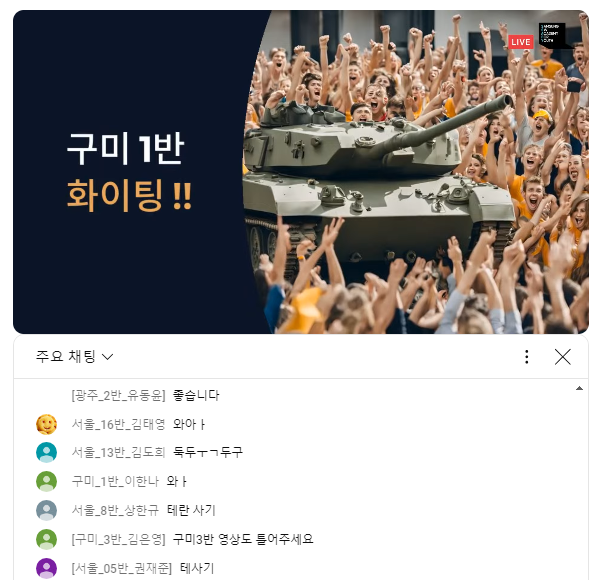 LIVE
SAMSUNG
SW
ACADEMY
FOR
YOUTH
구미 1반
화이팅 !!
주요 채팅
[광주_2반_유동윤] 좋습니다
서울_16반_김태영 와아ㅏ
서울_13반_김도희 둑두ㅜㄱ두구
구미_1반_이한나 와ㅏ
서울_8반_상한규 테란 사기
[구미_3반_김은영] 구미3반 영상도 틀어주세요
[서울_05반_권재준] 테사기